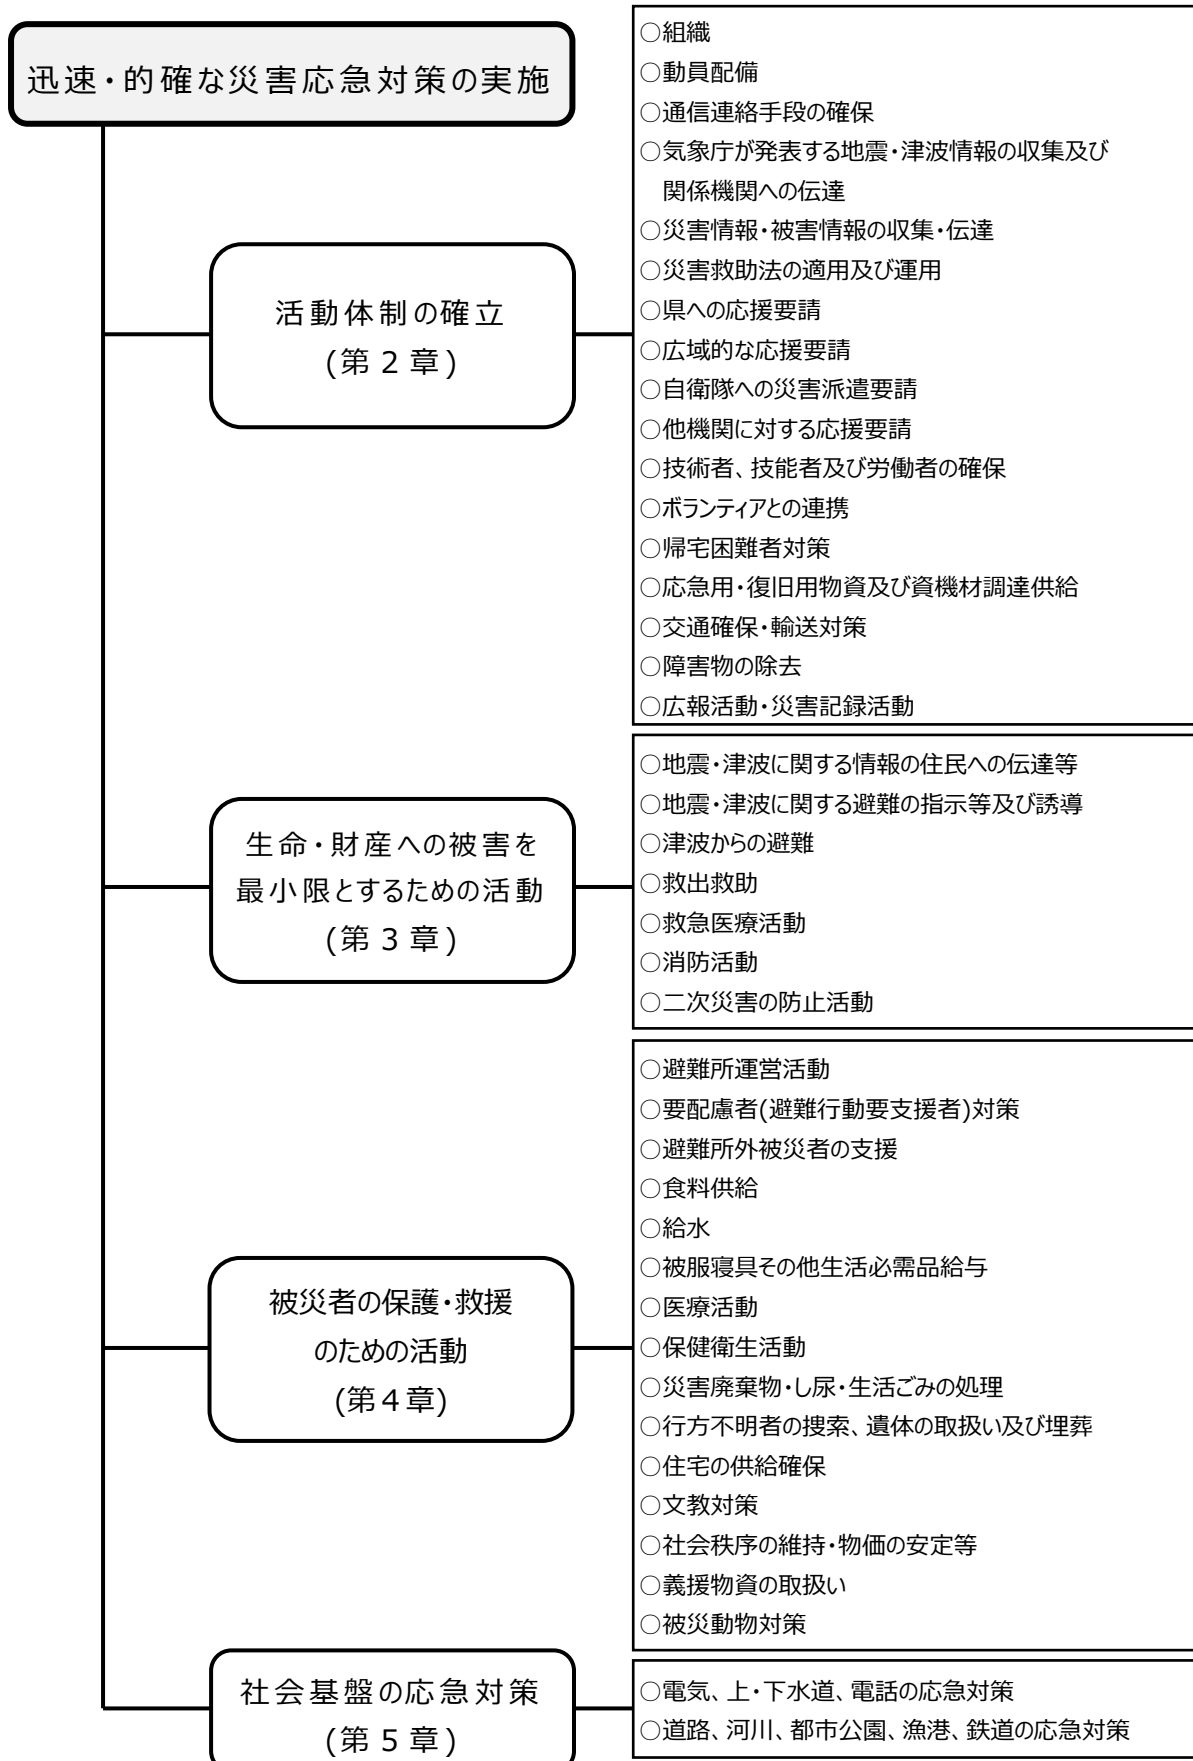 迅速・的確な災害応急対策の実施
活動体制の確立
(第２章)
○組織
○動員配備
○通信連絡手段の確保
○気象庁が発表する地震・津波情報の収集及び
関係機関への伝達
○災害情報・被害情報の収集・伝達
○災害救助法の適用及び運用
○県への応援要請
○広域的な応援要請
○自衛隊への災害派遣要請
○他機関に対する応援要請
○技術者、技能者及び労働者の確保
○ボランティアとの連携
○帰宅困難者対策
○応急用・復旧用物資及び資機材調達供給
○交通確保・輸送対策
○障害物の除去
○広報活動・災害記録活動
生命・財産への被害を
最小限とするための活動
(第３章)
○地震・津波に関する情報の住民への伝達等
○地震・津波に関する避難の指示等及び誘導
○津波からの避難
○救出救助
○救急医療活動
○消防活動
○二次災害の防止活動
被災者の保護・救援
のための活動
(第４章)
○避難所運営活動
○要配慮者(避難行動要支援者)対策
○避難所外被災者の支援
○食料供給
○給水
○被服寝具その他生活必需品給与
○医療活動
○保健衛生活動
○災害廃棄物・し尿・生活ごみの処理
○行方不明者の捜索、遺体の取扱い及び埋葬
○住宅の供給確保
○文教対策
○社会秩序の維持・物価の安定等
○義援物資の取扱い
○被災動物対策
社会基盤の応急対策
(第５章)
○電気、上・下水道、電話の応急対策
○道路、河川、都市公園、漁港、鉄道の応急対策